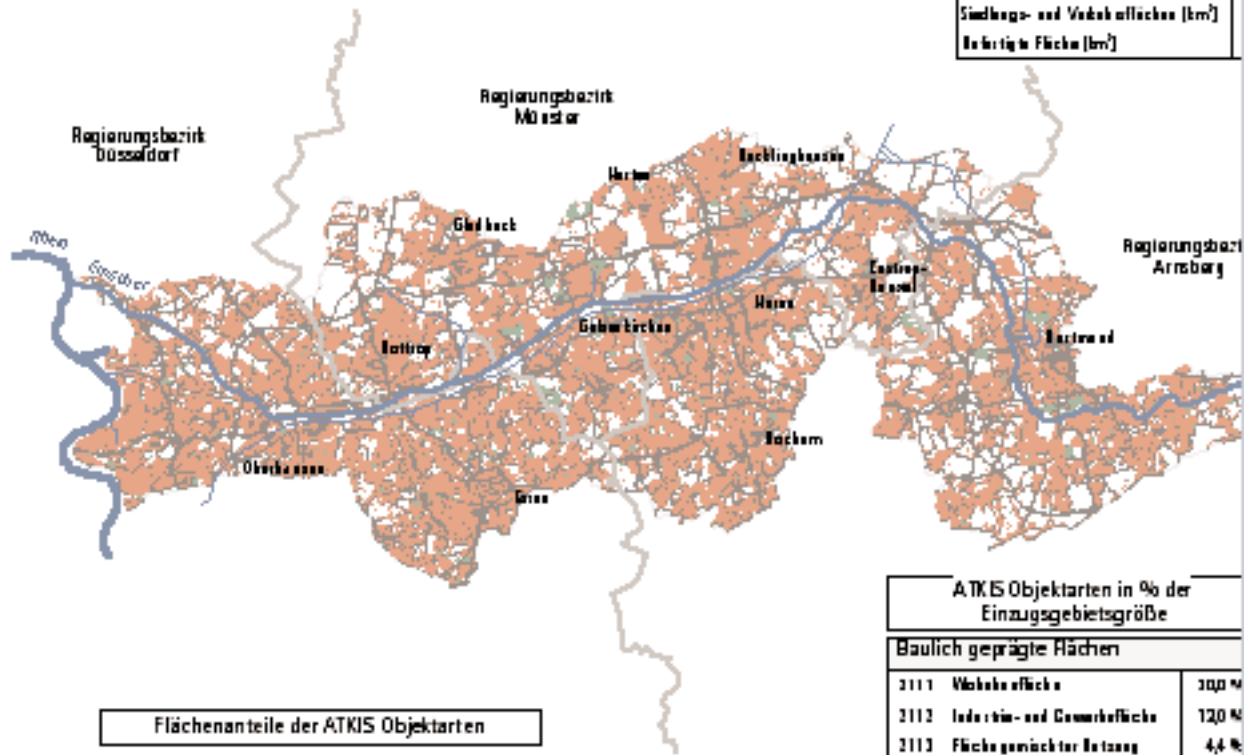 Siedlungs- und Verkehrsflächen [km²]
Befestigte Fläche [km²]
Regierungsbezirk
Münster
Regierungsbezirk
Düsseldorf
Recklinghausen
Herten
Gladbeck
Rhein
Emscher
Regierungsbezi
Arnsberg
Castrop-
Rauxel
Herne
Gelsenkirchen
Dortmund
Bottrop
Bochum
Oberhausen
Essen
ATKIS Objektarten in % der
Einzugsgebietsgröße
Baulich geprägte Flächen
2111 Wohnbaufläche 30,0 %
2112 Industrie- und Gewerbefläche 12,0 %
2113 Fläche gemischter Nutzung 4,4 %
Flächenanteile der ATKIS Objektarten